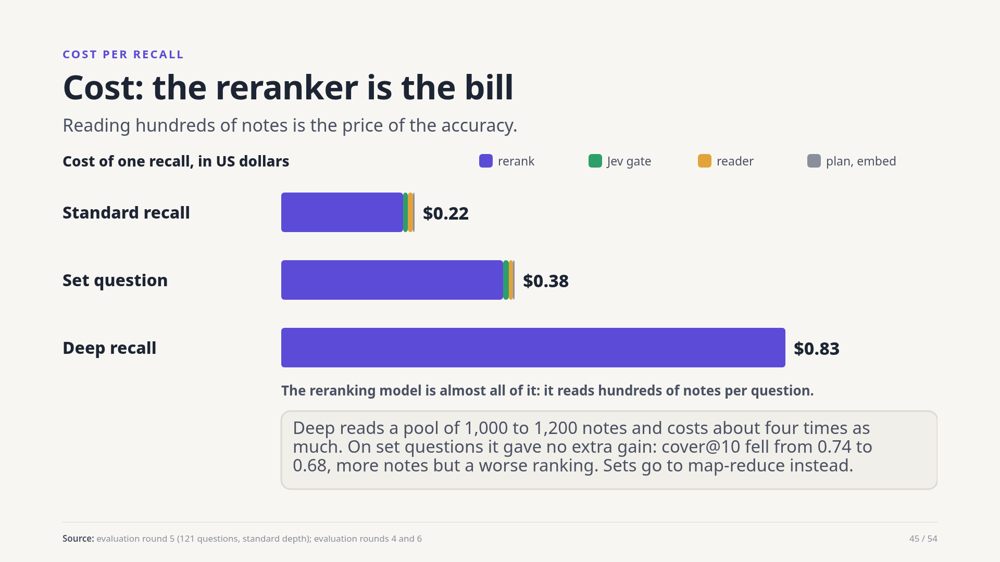 COST PER RECALL
Cost: the reranker is the bill
Reading hundreds of notes is the price of the accuracy.
Cost of one recall, in US dollars
rerank
Jev gate
reader
plan, embed
Standard recall
$0.22
Set question
$0.38
Deep recall
$0.83
The reranking model is almost all of it: it reads hundreds of notes per question.
Deep reads a pool of 1,000 to 1,200 notes and costs about four times as
much. On set questions it gave no extra gain: cover@10 fell from 0.74 to
0.68, more notes but a worse ranking. Sets go to map-reduce instead.
Source: evaluation round 5 (121 questions, standard depth); evaluation rounds 4 and 6
45 / 54